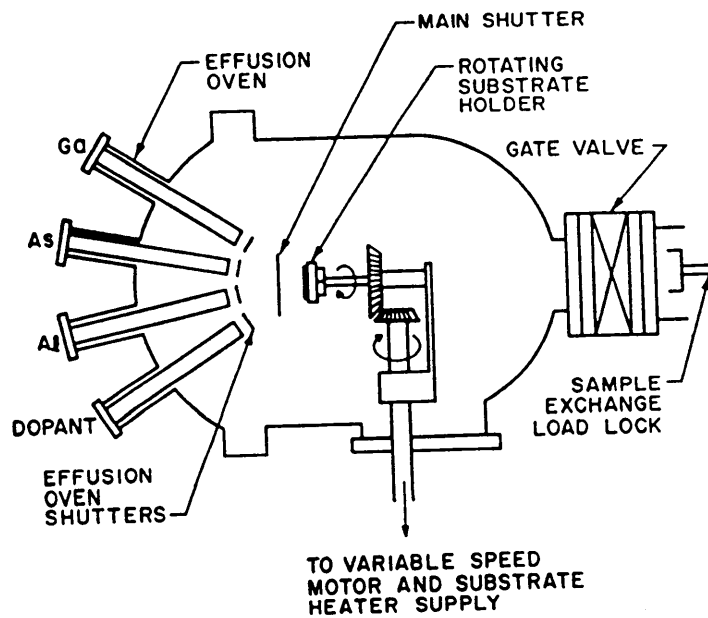 MAIN SHUTTER
EFFUSION
OVEN
ROTATING
SUBSTRATE
HOLDER
GATE VALVE
Ga
As
Al
DOPANT
EFFUSION
OVEN
SHUTTERS
SAMPLE
EXCHANGE
LOAD LOCK
TO VARIABLE SPEED
MOTOR AND SUBSTRATE
HEATER SUPPLY